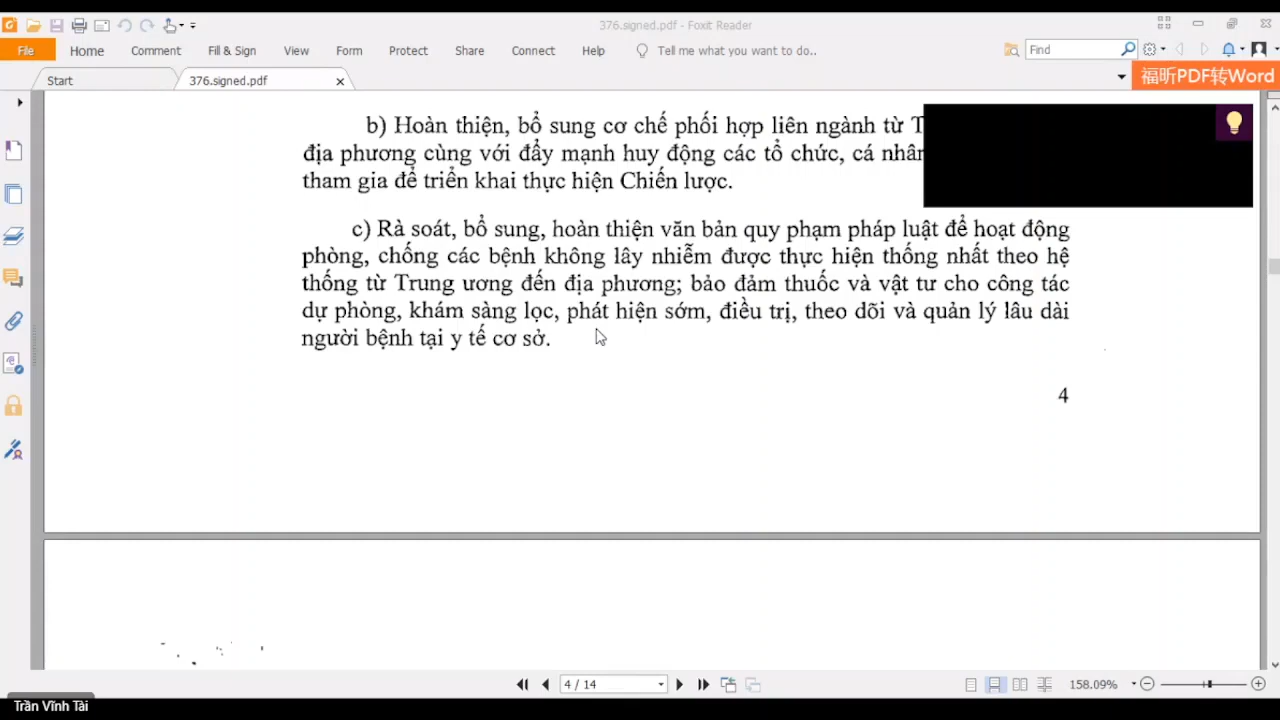 376.signed.pdf - Foxit Reader
File Home Comment Fill & Sign View Form Protect Share Connect Help Tell me what you want to do.. Find
Start 376.signed.pdf 福昕PDF转Word
b) Hoàn thiện, bổ sung cơ chế phối hợp liên ngành từ
địa phương cùng với đẩy mạnh huy động các tổ chức, cá nhân
tham gia để triển khai thực hiện Chiến lược.
c) Rà soát, bổ sung, hoàn thiện văn bản quy phạm pháp luật để hoạt động
phòng, chống các bệnh không lây nhiễm được thực hiện thống nhất theo hệ
thống từ Trung ương đến địa phương; bảo đảm thuốc và vật tư cho công tác
dự phòng, khám sàng lọc, phát hiện sớm, điều trị, theo dõi và quản lý lâu dài
người bệnh tại y tế cơ sở.
4
4 / 14 158.09%
Trần Vĩnh Tài